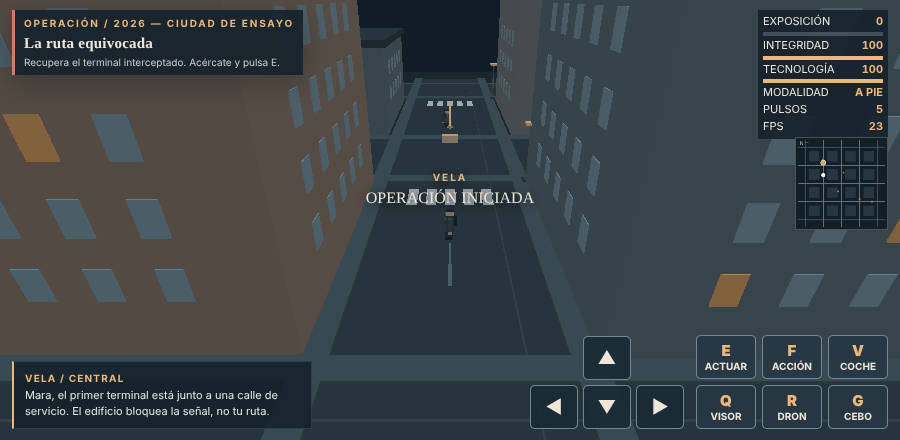 OPERACIÓN / 2026 — CIUDAD DE ENSAYO
La ruta equivocada
Recupera el terminal interceptado. Acércate y pulsa E.
EXPOSICIÓN 0
INTEGRIDAD 100
TECNOLOGÍA 100
MODALIDAD A PIE
PULSOS 5
FPS 23
N
VELA
OPERACIÓN INICIADA
VELA / CENTRAL
Mara, el primer terminal está junto a una calle de
servicio. El edificio bloquea la señal, no tu ruta.
E
ACTUAR
F
ACCIÓN
V
COCHE
Q
VISOR
R
DRON
G
CEBO